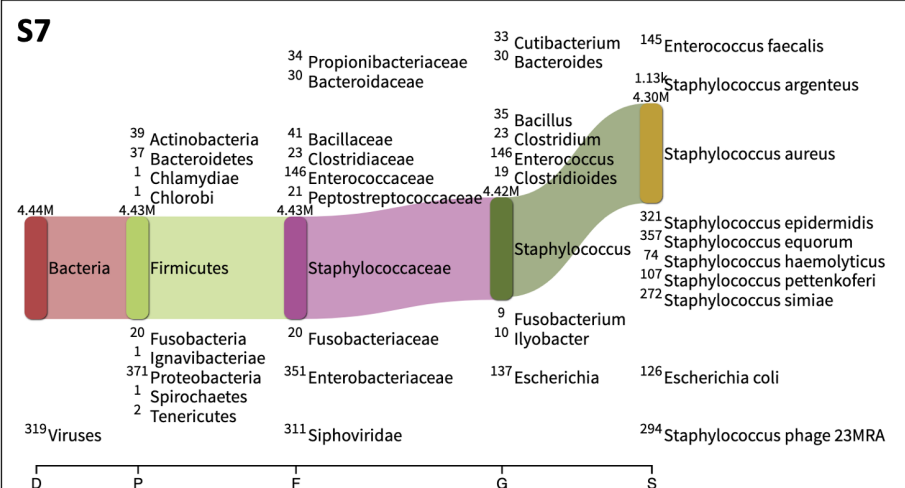 S7
33 Cutibacterium
30 Bacteroides
145 Enterococcus faecalis
34 Propionibacteriaceae
30 Bacteroidaceae
1.13k Staphylococcus argenteus
4.30M Staphylococcus aureus
39 Actinobacteria
37 Bacteroidetes
1 Chlamydiae
1 Chlorobi
41 Bacillaceae
23 Clostridiaceae
146 Enterococcaceae
21 Peptostreptococcaceae
35 Bacillus
23 Clostridium
146 Enterococcus
19 Clostridioides
4.44M Bacteria
4.43M Firmicutes
4.43M Staphylococcaceae
4.42M Staphylococcus
321 Staphylococcus epidermidis
357 Staphylococcus equorum
74 Staphylococcus haemolyticus
107 Staphylococcus pettenkoferi
272 Staphylococcus simiae
20 Fusobacteria
1 Ignavibacteriae
371 Proteobacteria
1 Spirochaetes
2 Tenericutes
20 Fusobacteriaceae
9 Fusobacterium
10 Ilyobacter
351 Enterobacteriaceae
137 Escherichia
126 Escherichia coli
319 Viruses
311 Siphoviridae
294 Staphylococcus phage 23MRA
D P F G S